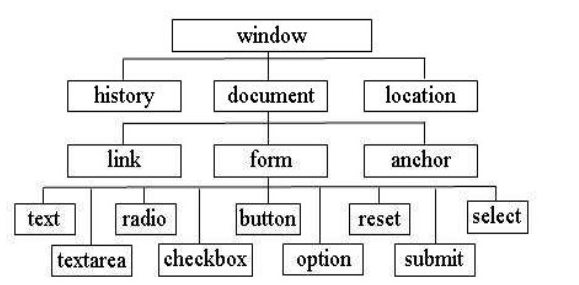 window
history document location
link form anchor
text radio button reset select
textarea checkbox option submit